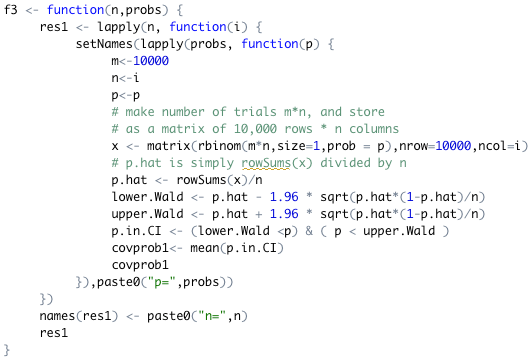 f3 <- function(n,probs) {
res1 <- lapply(n, function(i) {
setNames(lapply(probs, function(p) {
m<-10000
n<-i
p<-p
# make number of trials m*n, and store
# as a matrix of 10,000 rows * n columns
x <- matrix(rbinom(m*n,size=1,prob = p),nrow=10000,ncol=i)
# p.hat is simply rowSums(x) divided by n
p.hat <- rowSums(x)/n
lower.Wald <- p.hat - 1.96 * sqrt(p.hat*(1-p.hat)/n)
upper.Wald <- p.hat + 1.96 * sqrt(p.hat*(1-p.hat)/n)
p.in.CI <- (lower.Wald <p) & ( p < upper.Wald )
covprob1<- mean(p.in.CI)
covprob1
}),paste0("p=",probs))
})
names(res1) <- paste0("n=",n)
res1
}